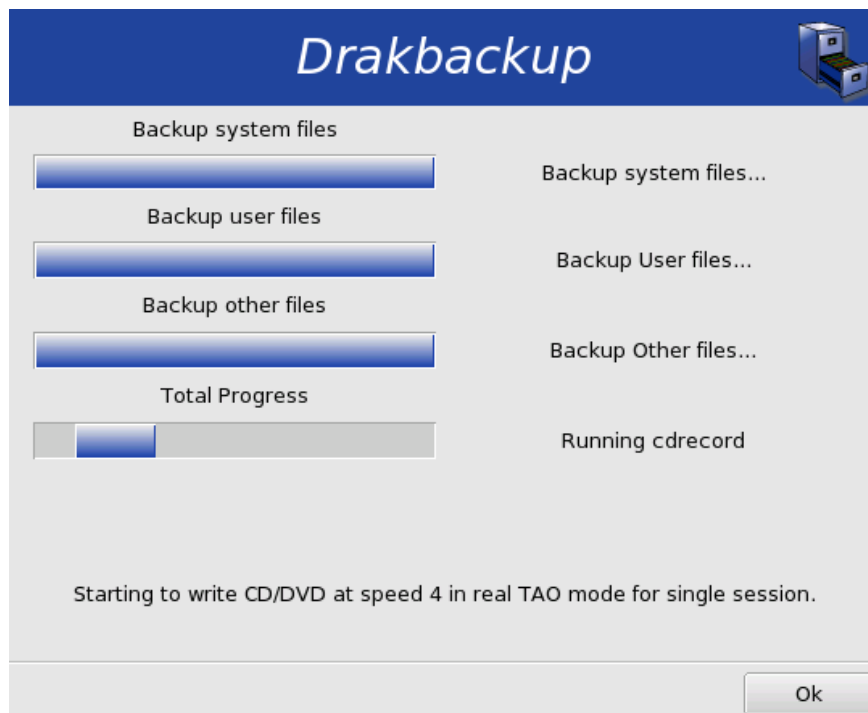 Drakbackup
Backup system files
Backup system files...
Backup user files
Backup User files...
Backup other files
Backup Other files...
Total Progress
Running cdrecord
Starting to write CD/DVD at speed 4 in real TAO mode for single session.
Ok